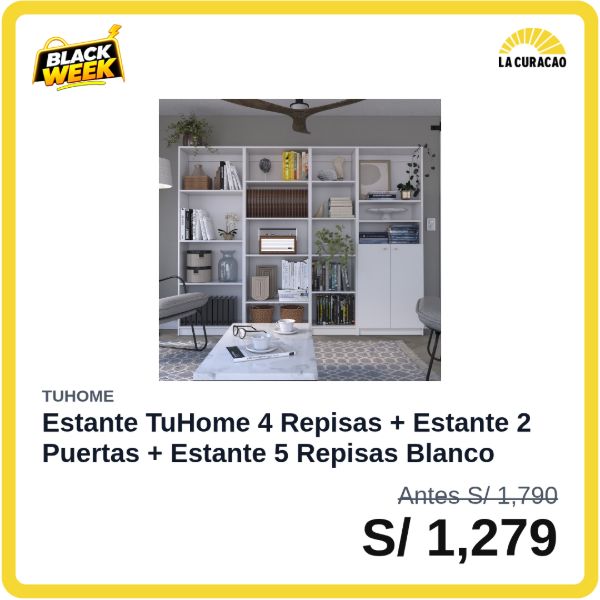 BLACK
WEEK
LA CURACAO
TUHOME
Estante TuHome 4 Repisas + Estante 2
Puertas + Estante 5 Repisas Blanco
Antes S/ 1,790
S/ 1,279